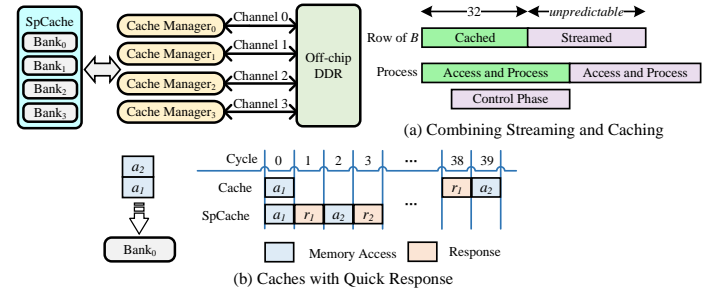 SpCache
Bank0
Bank1
Bank2
Bank3
Cache Manager0
Cache Manager1
Cache Manager2
Cache Manager3
Channel 0
Channel 1
Channel 2
Channel 3
Off-chip
DDR
32
unpredictable
Row of B
Cached
Streamed
Process
Access and Process
Access and Process
Control Phase
(a) Combining Streaming and Caching
a2
a1
Bank0
Cycle 0 1 2 3 ... 38 39
Cache a1 r1 a2
SpCache a1 r1 a2 r2 ...
Memory Access
Response
(b) Caches with Quick Response